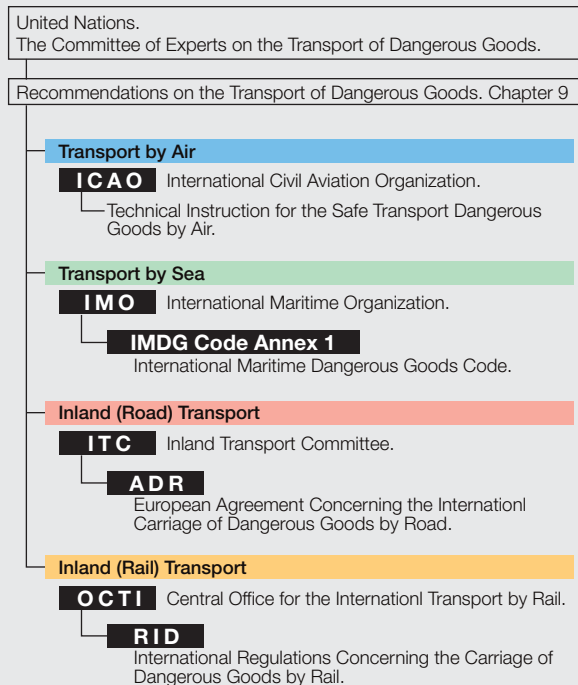 United Nations.
The Committee of Experts on the Transport of Dangerous Goods.
Recommendations on the Transport of Dangerous Goods. Chapter 9
Transport by Air
ICAO International Civil Aviation Organization.
Technical Instruction for the Safe Transport Dangerous
Goods by Air.
Transport by Sea
IMO International Maritime Organization.
IMDG Code Annex 1
International Maritime Dangerous Goods Code.
Inland (Road) Transport
ITC Inland Transport Committee.
ADR
European Agreement Concerning the Internationl
Carriage of Dangerous Goods by Road.
Inland (Rail) Transport
OCTI Central Office for the Internationl Transport by Rail.
RID
International Regulations Concerning the Carriage of
Dangerous Goods by Rail.